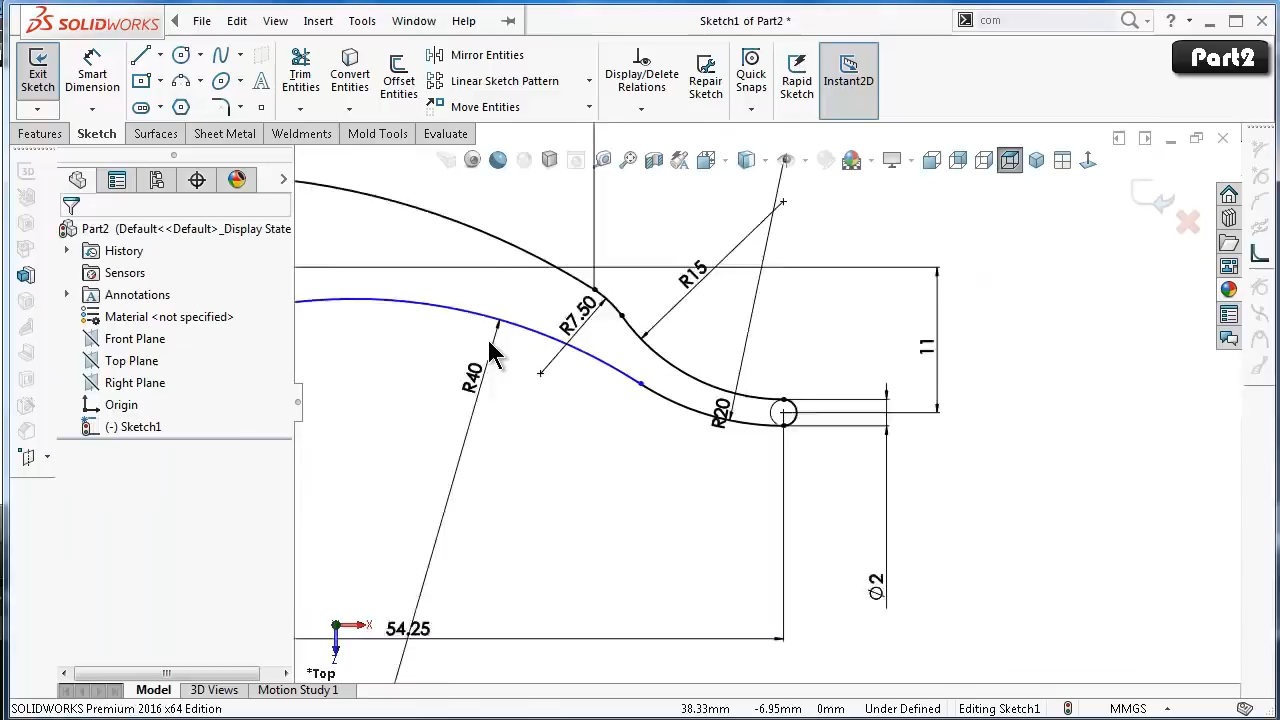 SOLIDWORKS File Edit View Insert Tools Window Help Sketch1 of Part2 * com ?
Part2
Exit Sketch Smart Dimension Trim Entities Convert Entities Offset Entities Mirror Entities Linear Sketch Pattern Move Entities Display/Delete Relations Repair Sketch Quick Snaps Rapid Sketch Instant2D
Features Sketch Surfaces Sheet Metal Weldments Mold Tools Evaluate
3D
Part2 (Default<<Default>_Display State
History
Sensors
Annotations
Material <not specified>
Front Plane
Top Plane
Right Plane
Origin
(-) Sketch1
R15
R7.50
11
R40
R20
Ø2
54.25
X
Z
*Top
Model 3D Views Motion Study 1
SOLIDWORKS Premium 2016 x64 Edition 38.33mm -6.95mm 0mm Under Defined Editing Sketch1 MMGS